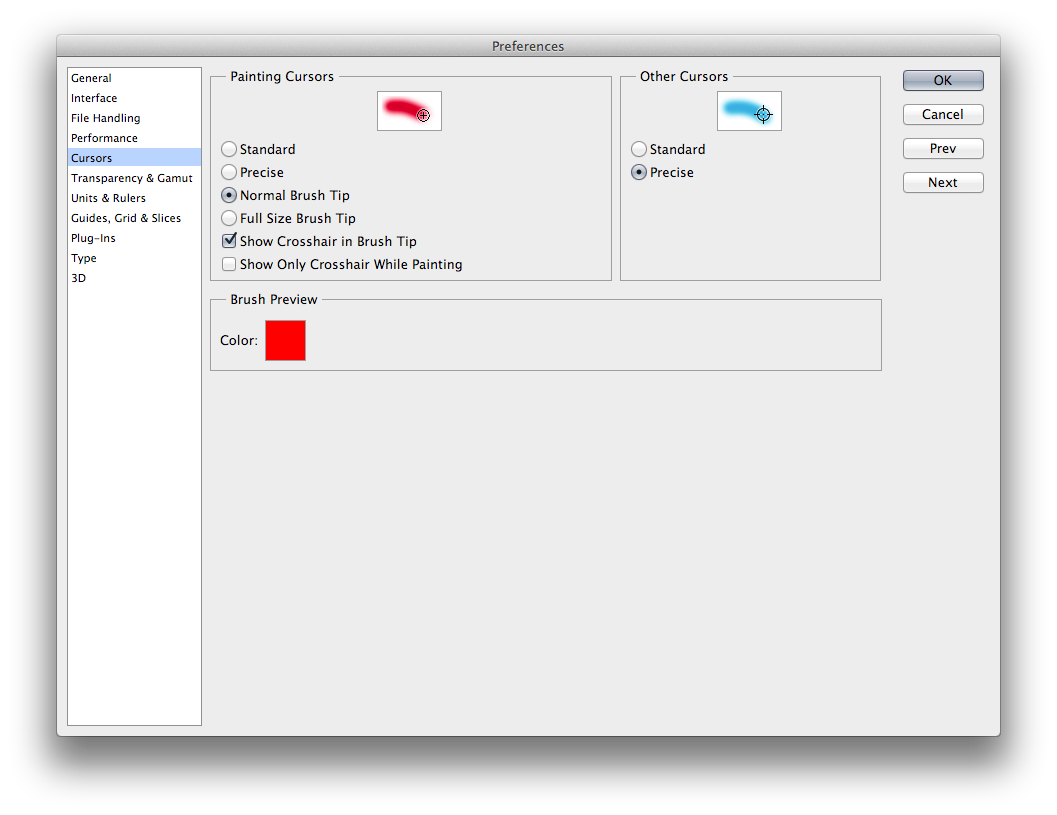 Preferences
General
Interface
File Handling
Performance
Cursors
Transparency & Gamut
Units & Rulers
Guides, Grid & Slices
Plug-Ins
Type
3D
Painting Cursors
Standard
Precise
Normal Brush Tip
Full Size Brush Tip
Show Crosshair in Brush Tip
Show Only Crosshair While Painting
Other Cursors
Standard
Precise
Brush Preview
Color:
OK
Cancel
Prev
Next